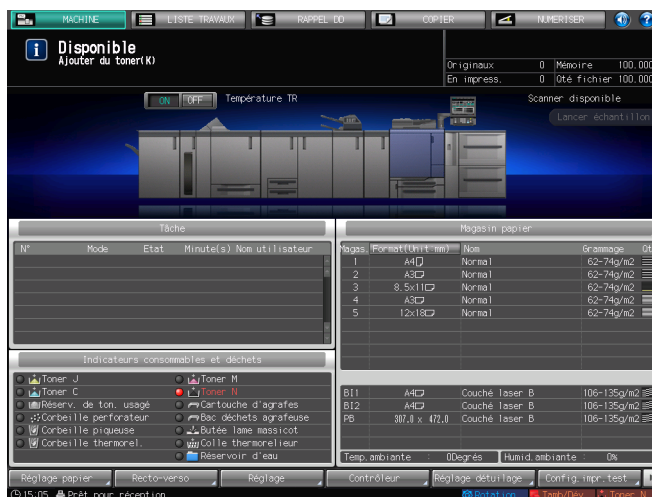 MACHINE LISTE TRAVAUX RAPPEL DD COPIER NUMERISER
Disponible
Ajouter du toner(K)
Originaux 0 Mémoire 100.000
En impress. 0 Qté fichier 100.000
ON OFF Température TR Scanner disponible
Lancer échantillon
Tâche
N° Mode Etat Minute(s) Nom utilisateur
Magasin papier
Magas. Format(Unit:mm) Nom Grammage Qt
1 A4 Normal 62-74g/m2
2 A3 Normal 62-74g/m2
3 8.5x11 Normal 62-74g/m2
4 A3 Normal 62-74g/m2
5 12x18 Normal 62-74g/m2
BI1 A4 Couché laser B 106-135g/m2
BI2 A4 Couché laser B 106-135g/m2
PB 307.0 x 472.0 Couché laser B 106-135g/m2
Temp.ambiante : 0Degrés Humid.ambiante : 0%
Indicateurs consommables et déchets
Toner J Toner M
Toner C Toner N
Réserv. de ton. usagé Cartouche d'agrafes
Corbeille perforateur Bac déchets agrafeuse
Corbeille piqueuse Butée lame massicot
Corbeille thermorel. Colle thermorelieur
Réservoir d'eau
Réglage papier Recto-verso Réglage Contrôleur Réglage détuilage Config.impr.test
15:05 Prêt pour réception Rotation Tamb/Dév Toner N